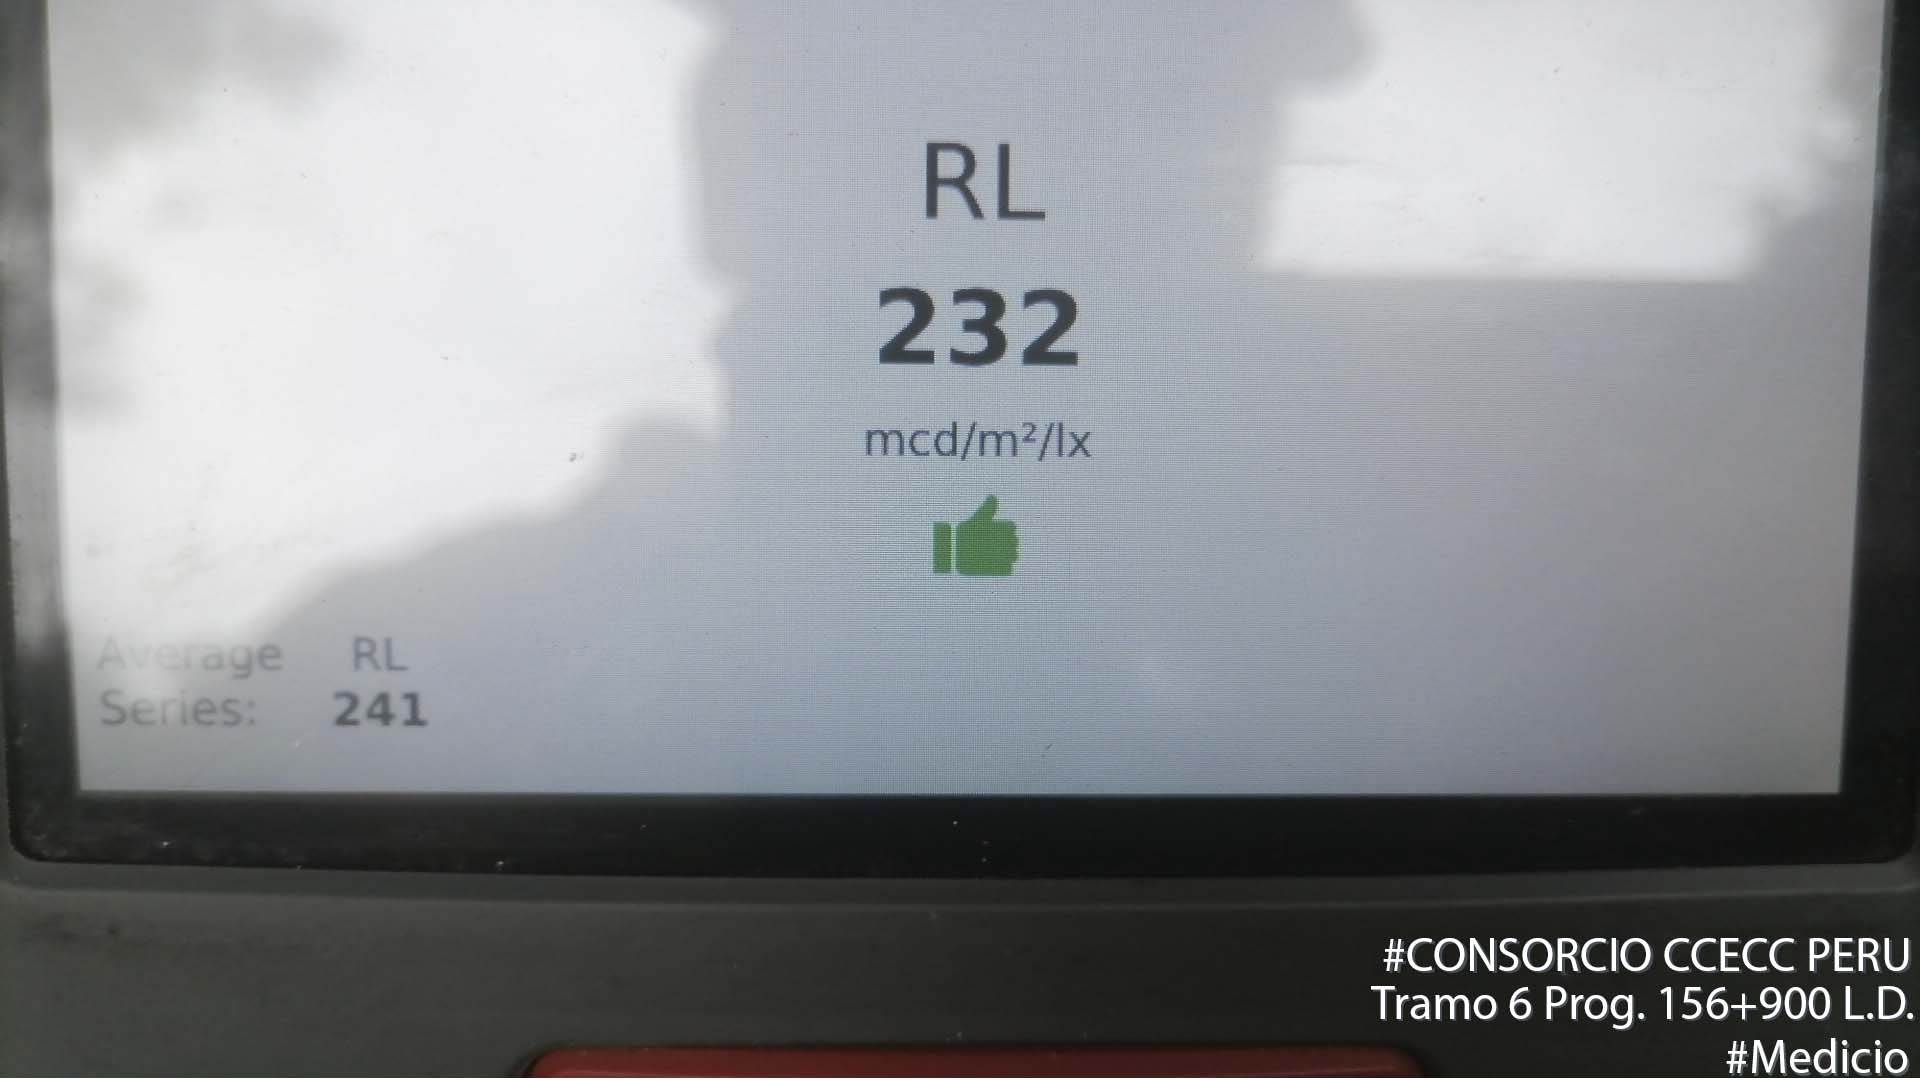 RL
232
mcd/m²/lx
Average RL
Series: 241
#CONSORCIO CCECC PERU
Tramo 6 Prog. 156+900 L.D.
#Medicio